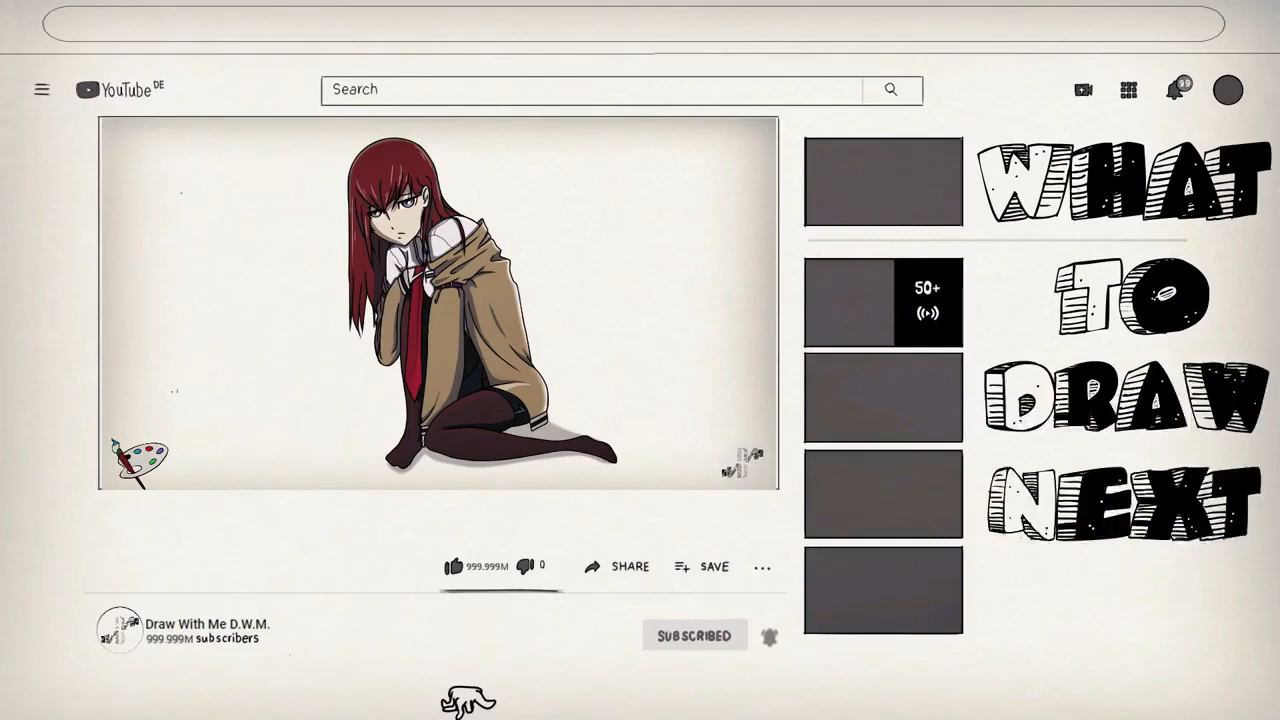 YouTube DE
Search
99
WHAT
TO
DRAW
NEXT
50+
999.999M
0
SHARE
SAVE
Draw With Me D.W.M.
999.999M subscribers
SUBSCRIBED